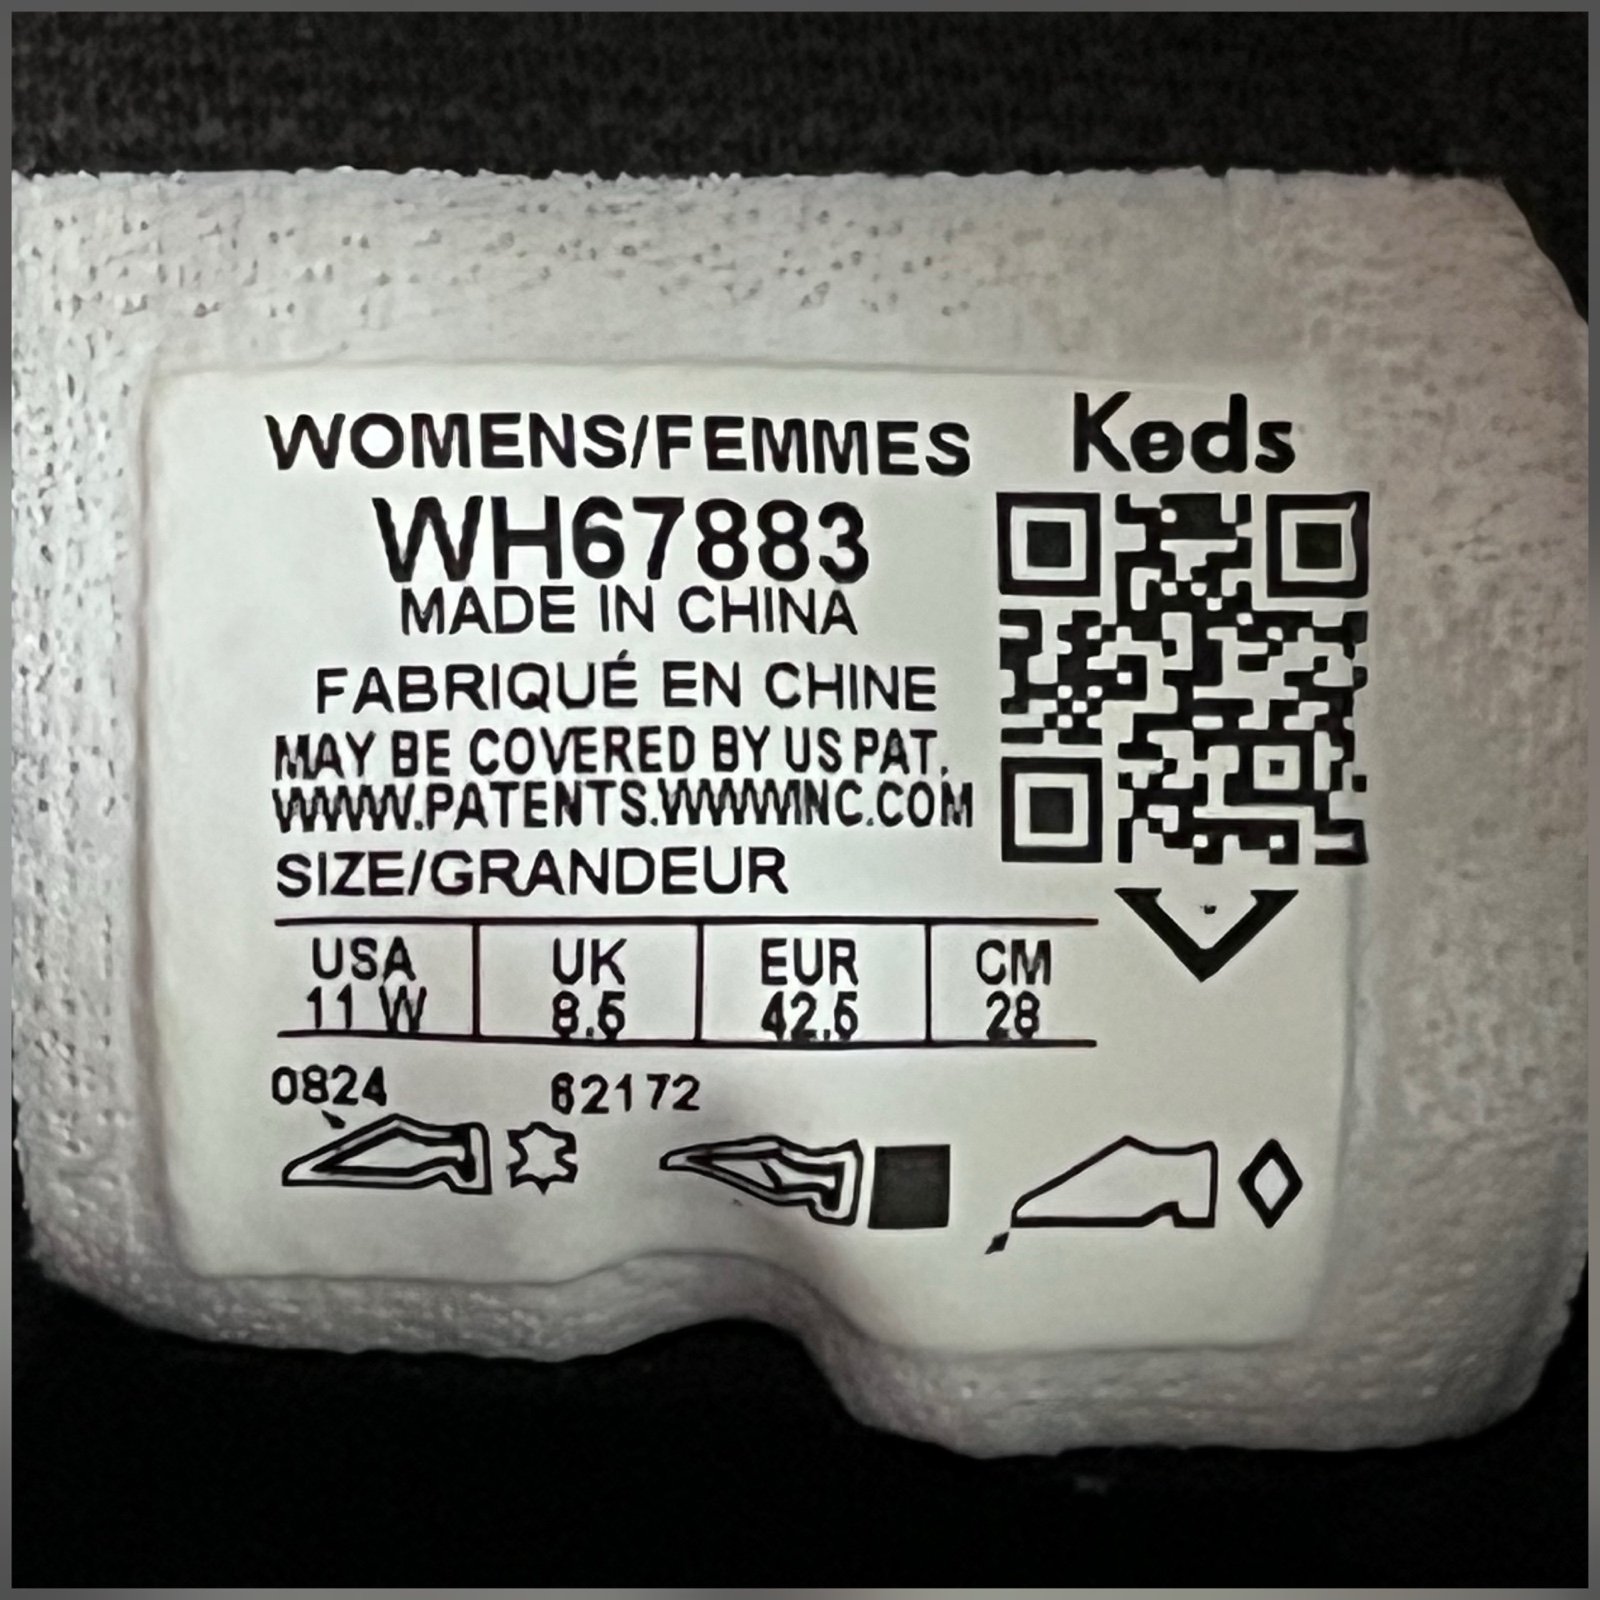 WOMENS/FEMMES Keds
WH67883
MADE IN CHINA
FABRIQUÉ EN CHINE
MAY BE COVERED BY US PAT.
WWW.PATENTS.WWWINC.COM
SIZE/GRANDEUR
USA UK EUR CM
11 W 8.5 42.5 28
0824 62172